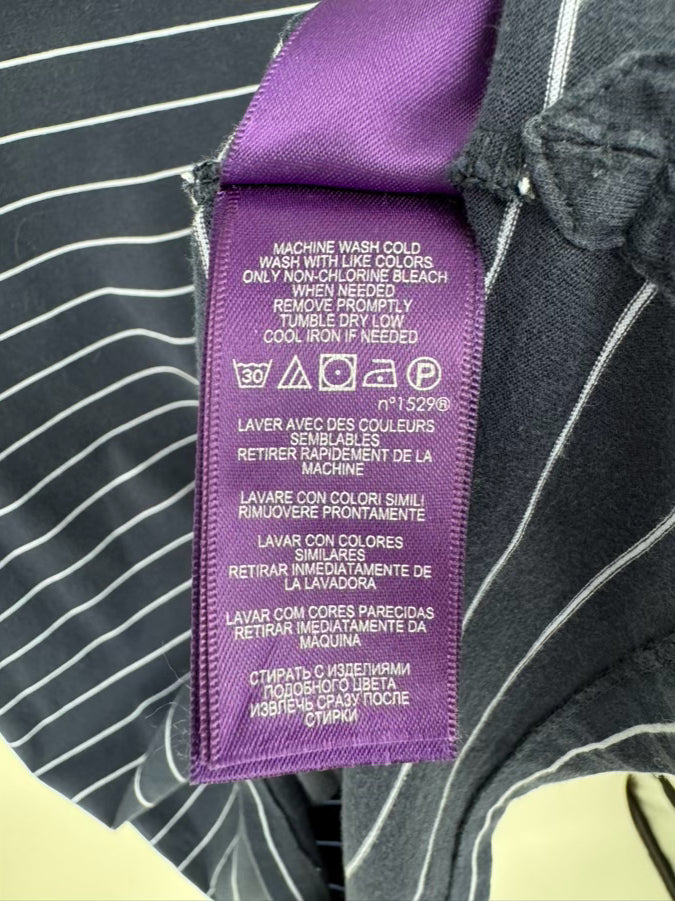 MACHINE WASH COLD
WASH WITH LIKE COLORS
ONLY NON-CHLORINE BLEACH
WHEN NEEDED
REMOVE PROMPTLY
TUMBLE DRY LOW
COOL IRON IF NEEDED
30 P
n°1529®
LAVER AVEC DES COULEURS
SEMBLABLES
RETIRER RAPIDEMENT DE LA
MACHINE
LAVARE CON COLORI SIMILI
RIMUOVERE PRONTAMENTE
LAVAR CON COLORES
SIMILARES
RETIRAR INMEDIATAMENTE DE
LA LAVADORA
LAVAR COM CORES PARECIDAS
RETIRAR IMEDIATAMENTE DA
MÁQUINA
СТИРАТЬ С ИЗДЕЛИЯМИ
ПОДОБНОГО ЦВЕТА
ИЗВЛЕЧЬ СРАЗУ ПОСЛЕ
СТИРКИ